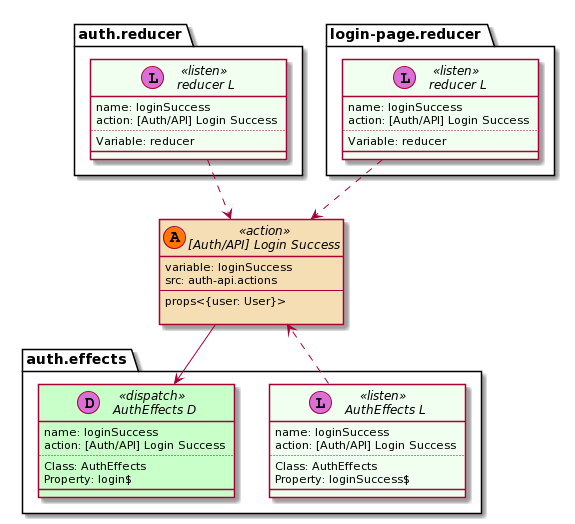 auth.reducer
L «listen»
reducer L
name: loginSuccess
action: [Auth/API] Login Success
Variable: reducer
login-page.reducer
L «listen»
reducer L
name: loginSuccess
action: [Auth/API] Login Success
Variable: reducer
A «action»
[Auth/API] Login Success
variable: loginSuccess
src: auth-api.actions
props<{user: User}>
auth.effects
D «dispatch»
AuthEffects D
name: loginSuccess
action: [Auth/API] Login Success
Class: AuthEffects
Property: login$
L «listen»
AuthEffects L
name: loginSuccess
action: [Auth/API] Login Success
Class: AuthEffects
Property: loginSuccess$